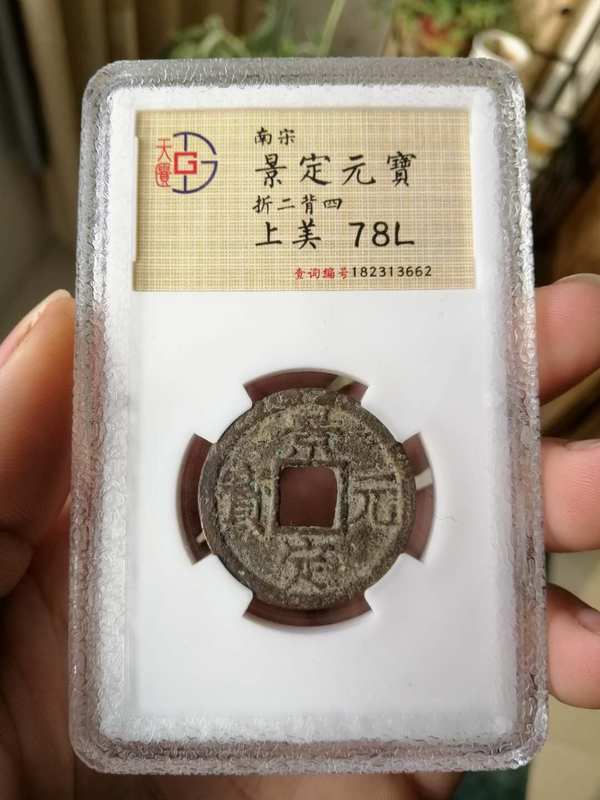 天寶
G
南宋
景定元寶
折二背四
上美 78L
查询编号182313662
景定元寶